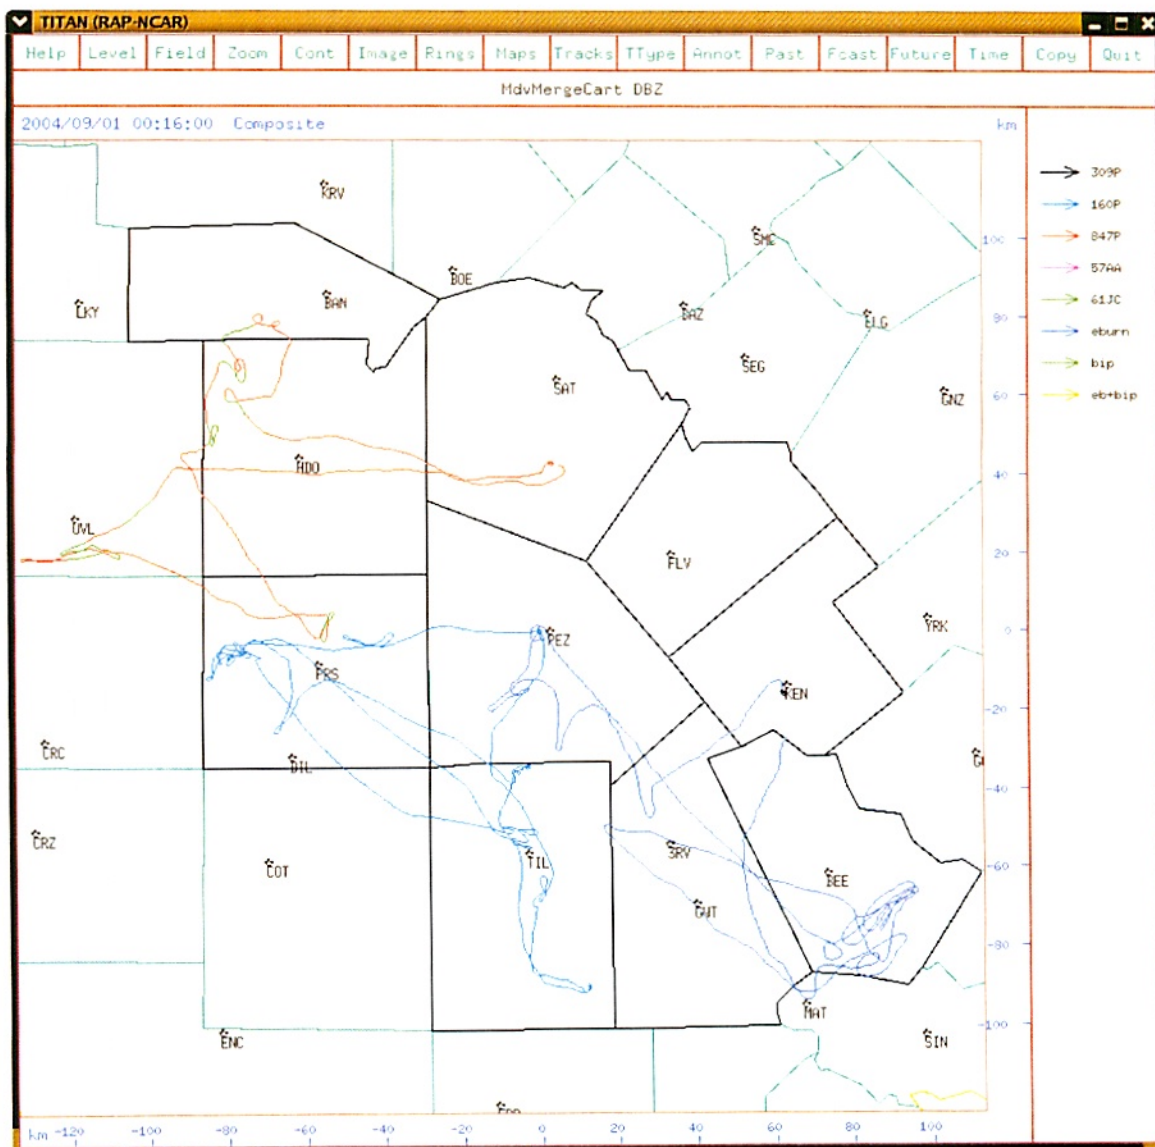 TITAN (RAP-NCAR)
Help Level Field Zoom Cont Image Rings Maps Tracks TType Annot Past Fcast Future Time Copy Quit
MdvMergeCart DBZ
2004/09/01 00:16:00 Composite km
309P
160P
847P
57AA
61JC
eburn
bip
eb+bip
KRV
SMC
100
BOE
BAN
LKY
DAZ
ELG
80
SEG
SAT
GNZ
60
HDO
40
UVL
FLV
20
YRK
PEZ
0
PRS
KEN
-20
CRC
DIL
-40
CRZ
TIL
SRV
COT
BEE
-60
GWT
-80
MAT
ENC
SIN
-100
km -120 -100 -80 -60 -40 -20 0 20 40 60 80 100